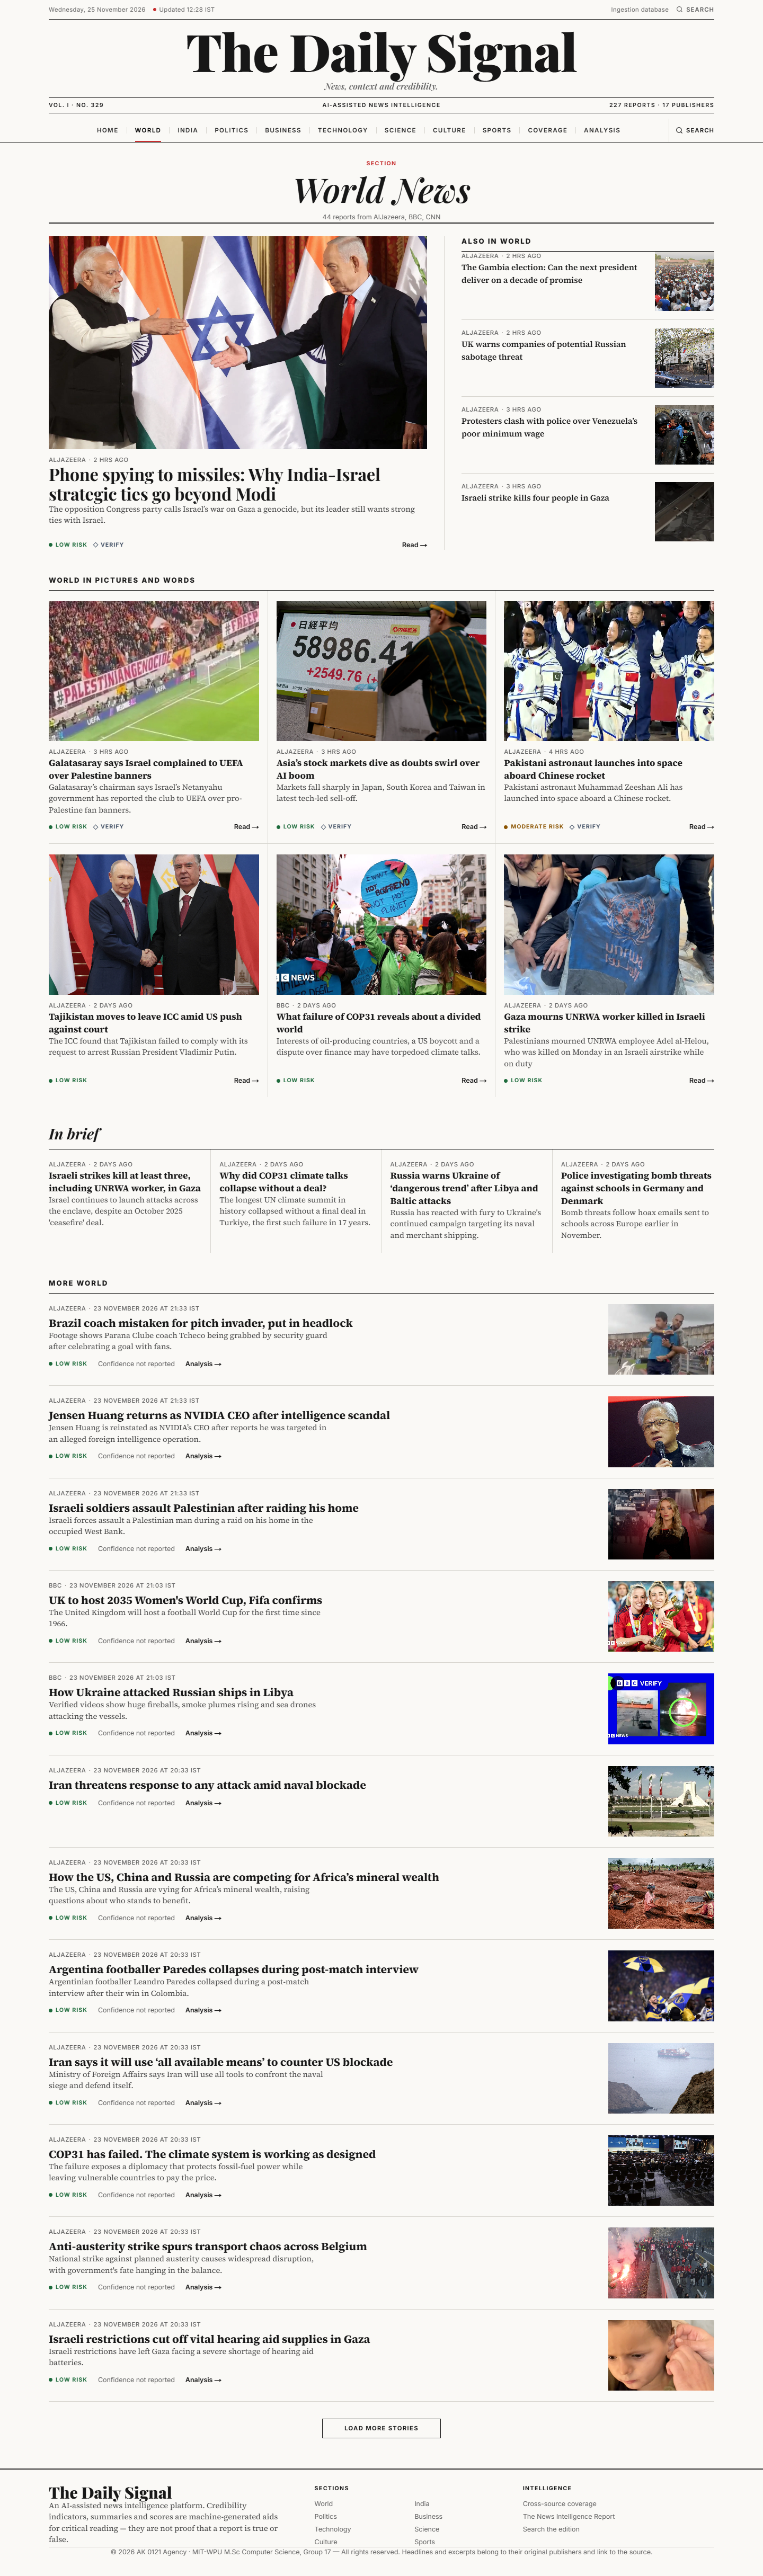 Wednesday, 25 November 2026 Updated 12:28 IST
Ingestion database SEARCH
The Daily Signal
News, context and credibility.
VOL. I · NO. 329
AI-ASSISTED NEWS INTELLIGENCE
227 REPORTS · 17 PUBLISHERS
HOME WORLD INDIA POLITICS BUSINESS TECHNOLOGY SCIENCE CULTURE SPORTS COVERAGE ANALYSIS SEARCH
SECTION
World News
44 reports from AlJazeera, BBC, CNN
ALJAZEERA · 2 HRS AGO
Phone spying to missiles: Why India–Israel
strategic ties go beyond Modi
The opposition Congress party calls Israel's war on Gaza a genocide, but its leader still wants strong
ties with Israel.
LOW RISK VERIFY Read →
ALSO IN WORLD
ALJAZEERA · 2 HRS AGO
The Gambia election: Can the next president
deliver on a decade of promise
ALJAZEERA · 2 HRS AGO
UK warns companies of potential Russian
sabotage threat
ALJAZEERA · 3 HRS AGO
Protesters clash with police over Venezuela's
poor minimum wage
ALJAZEERA · 3 HRS AGO
Israeli strike kills four people in Gaza
WORLD IN PICTURES AND WORDS
PALESTINIANGENOCIDE
UEFA
ALJAZEERA · 3 HRS AGO
Galatasaray says Israel complained to UEFA
over Palestine banners
Galatasaray's chairman says Israel's Netanyahu
government has reported the club to UEFA over pro-
Palestine fan banners.
LOW RISK VERIFY Read →
日経平均
58986.4
+2549.76
ALJAZEERA · 3 HRS AGO
Asia's stock markets dive as doubts swirl over
AI boom
Markets fall sharply in Japan, South Korea and Taiwan in
latest tech-led sell-off.
LOW RISK VERIFY Read →
ALJAZEERA · 4 HRS AGO
Pakistani astronaut launches into space
aboard Chinese rocket
Pakistani astronaut Muhammad Zeeshan Ali has
launched into space aboard a Chinese rocket.
MODERATE RISK VERIFY Read →
ALJAZEERA · 2 DAYS AGO
Tajikistan moves to leave ICC amid US push
against court
The ICC found that Tajikistan failed to comply with its
request to arrest Russian President Vladimir Putin.
LOW RISK Read →
NEWS
BBC · 2 DAYS AGO
What failure of COP31 reveals about a divided
world
Interests of oil-producing countries, a US boycott and a
dispute over finance may have torpedoed climate talks.
LOW RISK Read →
ALJAZEERA · 2 DAYS AGO
Gaza mourns UNRWA worker killed in Israeli
strike
Palestinians mourned UNRWA employee Adel al-Helou,
who was killed on Monday in an Israeli airstrike while
on duty
LOW RISK Read →
In brief
ALJAZEERA · 2 DAYS AGO
Israeli strikes kill at least three,
including UNRWA worker, in Gaza
Israel continues to launch attacks across
the enclave, despite an October 2025
'ceasefire' deal.
ALJAZEERA · 2 DAYS AGO
Why did COP31 climate talks
collapse without a deal?
The longest UN climate summit in
history collapsed without a final deal in
Turkiye, the first such failure in 17 years.
ALJAZEERA · 2 DAYS AGO
Russia warns Ukraine of
'dangerous trend' after Libya and
Baltic attacks
Russia has reacted with fury to Ukraine's
continued campaign targeting its naval
and merchant shipping.
ALJAZEERA · 2 DAYS AGO
Police investigating bomb threats
against schools in Germany and
Denmark
Bomb threats follow hoax emails sent to
schools across Europe earlier in
November.
MORE WORLD
ALJAZEERA · 23 NOVEMBER 2026 AT 21:33 IST
Brazil coach mistaken for pitch invader, put in headlock
Footage shows Parana Clube coach Tcheco being grabbed by security guard
after celebrating a goal with fans.
LOW RISK Confidence not reported Analysis →
ALJAZEERA · 23 NOVEMBER 2026 AT 21:33 IST
Jensen Huang returns as NVIDIA CEO after intelligence scandal
Jensen Huang is reinstated as NVIDIA's CEO after reports he was targeted in
an alleged foreign intelligence operation.
LOW RISK Confidence not reported Analysis →
ALJAZEERA · 23 NOVEMBER 2026 AT 21:33 IST
Israeli soldiers assault Palestinian after raiding his home
Israeli forces assault a Palestinian man during a raid on his home in the
occupied West Bank.
LOW RISK Confidence not reported Analysis →
BBC · 23 NOVEMBER 2026 AT 21:03 IST
UK to host 2035 Women's World Cup, Fifa confirms
The United Kingdom will host a football World Cup for the first time since
1966.
LOW RISK Confidence not reported Analysis →
BBC · 23 NOVEMBER 2026 AT 21:03 IST
How Ukraine attacked Russian ships in Libya
Verified videos show huge fireballs, smoke plumes rising and sea drones
attacking the vessels.
LOW RISK Confidence not reported Analysis →
BBC VERIFY
NEWS
ALJAZEERA · 23 NOVEMBER 2026 AT 20:33 IST
Iran threatens response to any attack amid naval blockade
LOW RISK Confidence not reported Analysis →
ALJAZEERA · 23 NOVEMBER 2026 AT 20:33 IST
How the US, China and Russia are competing for Africa's mineral wealth
The US, China and Russia are vying for Africa's mineral wealth, raising
questions about who stands to benefit.
LOW RISK Confidence not reported Analysis →
ALJAZEERA · 23 NOVEMBER 2026 AT 20:33 IST
Argentina footballer Paredes collapses during post-match interview
Argentinian footballer Leandro Paredes collapsed during a post-match
interview after their win in Colombia.
LOW RISK Confidence not reported Analysis →
ALJAZEERA · 23 NOVEMBER 2026 AT 20:33 IST
Iran says it will use 'all available means' to counter US blockade
Ministry of Foreign Affairs says Iran will use all tools to confront the naval
siege and defend itself.
LOW RISK Confidence not reported Analysis →
ALJAZEERA · 23 NOVEMBER 2026 AT 20:33 IST
COP31 has failed. The climate system is working as designed
The failure exposes a diplomacy that protects fossil-fuel power while
leaving vulnerable countries to pay the price.
LOW RISK Confidence not reported Analysis →
ALJAZEERA · 23 NOVEMBER 2026 AT 20:33 IST
Anti-austerity strike spurs transport chaos across Belgium
National strike against planned austerity causes widespread disruption,
with government's fate hanging in the balance.
LOW RISK Confidence not reported Analysis →
ALJAZEERA · 23 NOVEMBER 2026 AT 20:33 IST
Israeli restrictions cut off vital hearing aid supplies in Gaza
Israeli restrictions have left Gaza facing a severe shortage of hearing aid
batteries.
LOW RISK Confidence not reported Analysis →
LOAD MORE STORIES
The Daily Signal
An AI-assisted news intelligence platform. Credibility
indicators, summaries and scores are machine-generated aids
for critical reading — they are not proof that a report is true or
false.
SECTIONS
World India
Politics Business
Technology Science
Culture Sports
INTELLIGENCE
Cross-source coverage
The News Intelligence Report
Search the edition
© 2026 AK 0121 Agency · MIT-WPU M.Sc Computer Science, Group 17 — All rights reserved. Headlines and excerpts belong to their original publishers and link to the source.